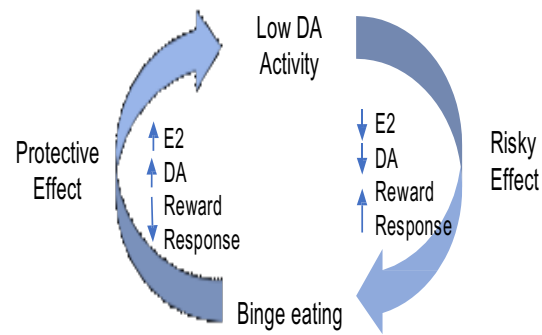 Low DA
Activity
Protective
Effect
E2
DA
Reward
Response
E2
DA
Reward
Response
Risky
Effect
Binge eating